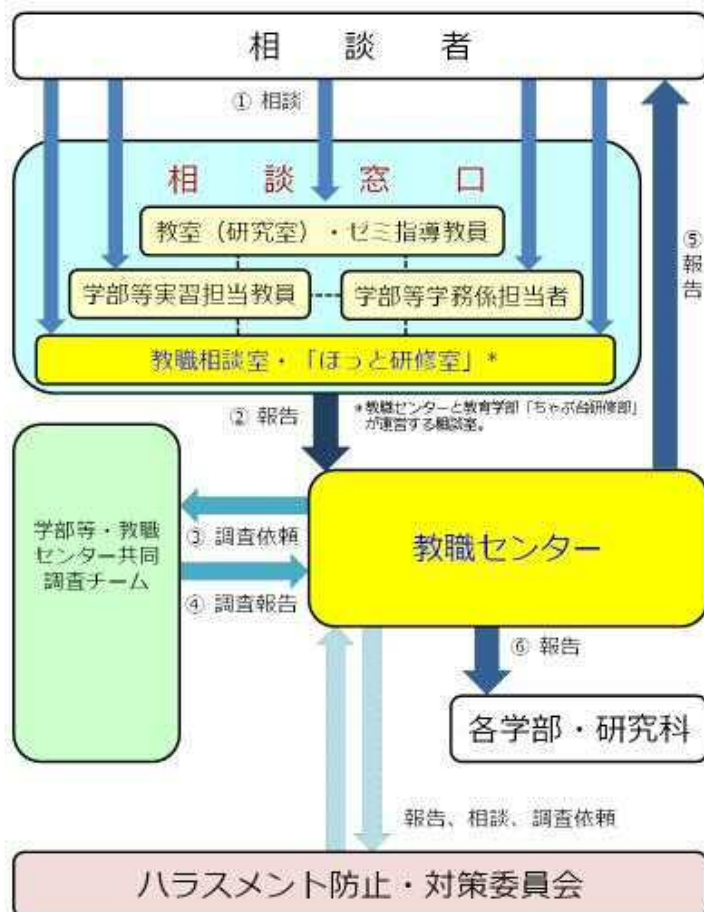 相談者
① 相談
相談窓口
教室（研究室）・ゼミ指導教員
学部等実習担当教員
学部等学務係担当者
教職相談室・「ほっと研修室」*
⑤
報告
② 報告
*教職センターと教育学部「ちゃぶ台研修部」
が運営する相談室。
学部等・教職
センター共同
調査チーム
③ 調査依頼
④ 調査報告
教職センター
⑥ 報告
各学部・研究科
報告、相談、調査依頼
ハラスメント防止・対策委員会